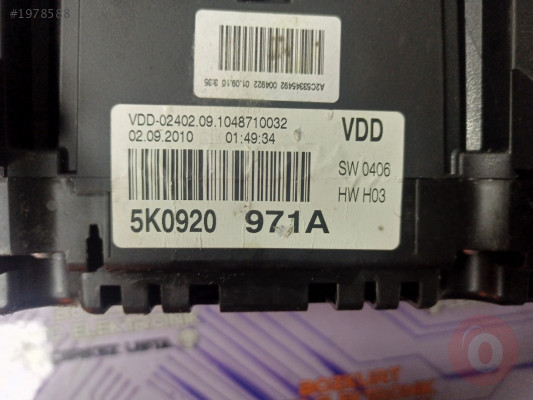 #1978588
A2C53345492 004922 01.09.10 3:35
VDD-02402.09.1048710032
02.09.2010 01:49:34
VDD
SW 0406
HW H03
5K0920 971A